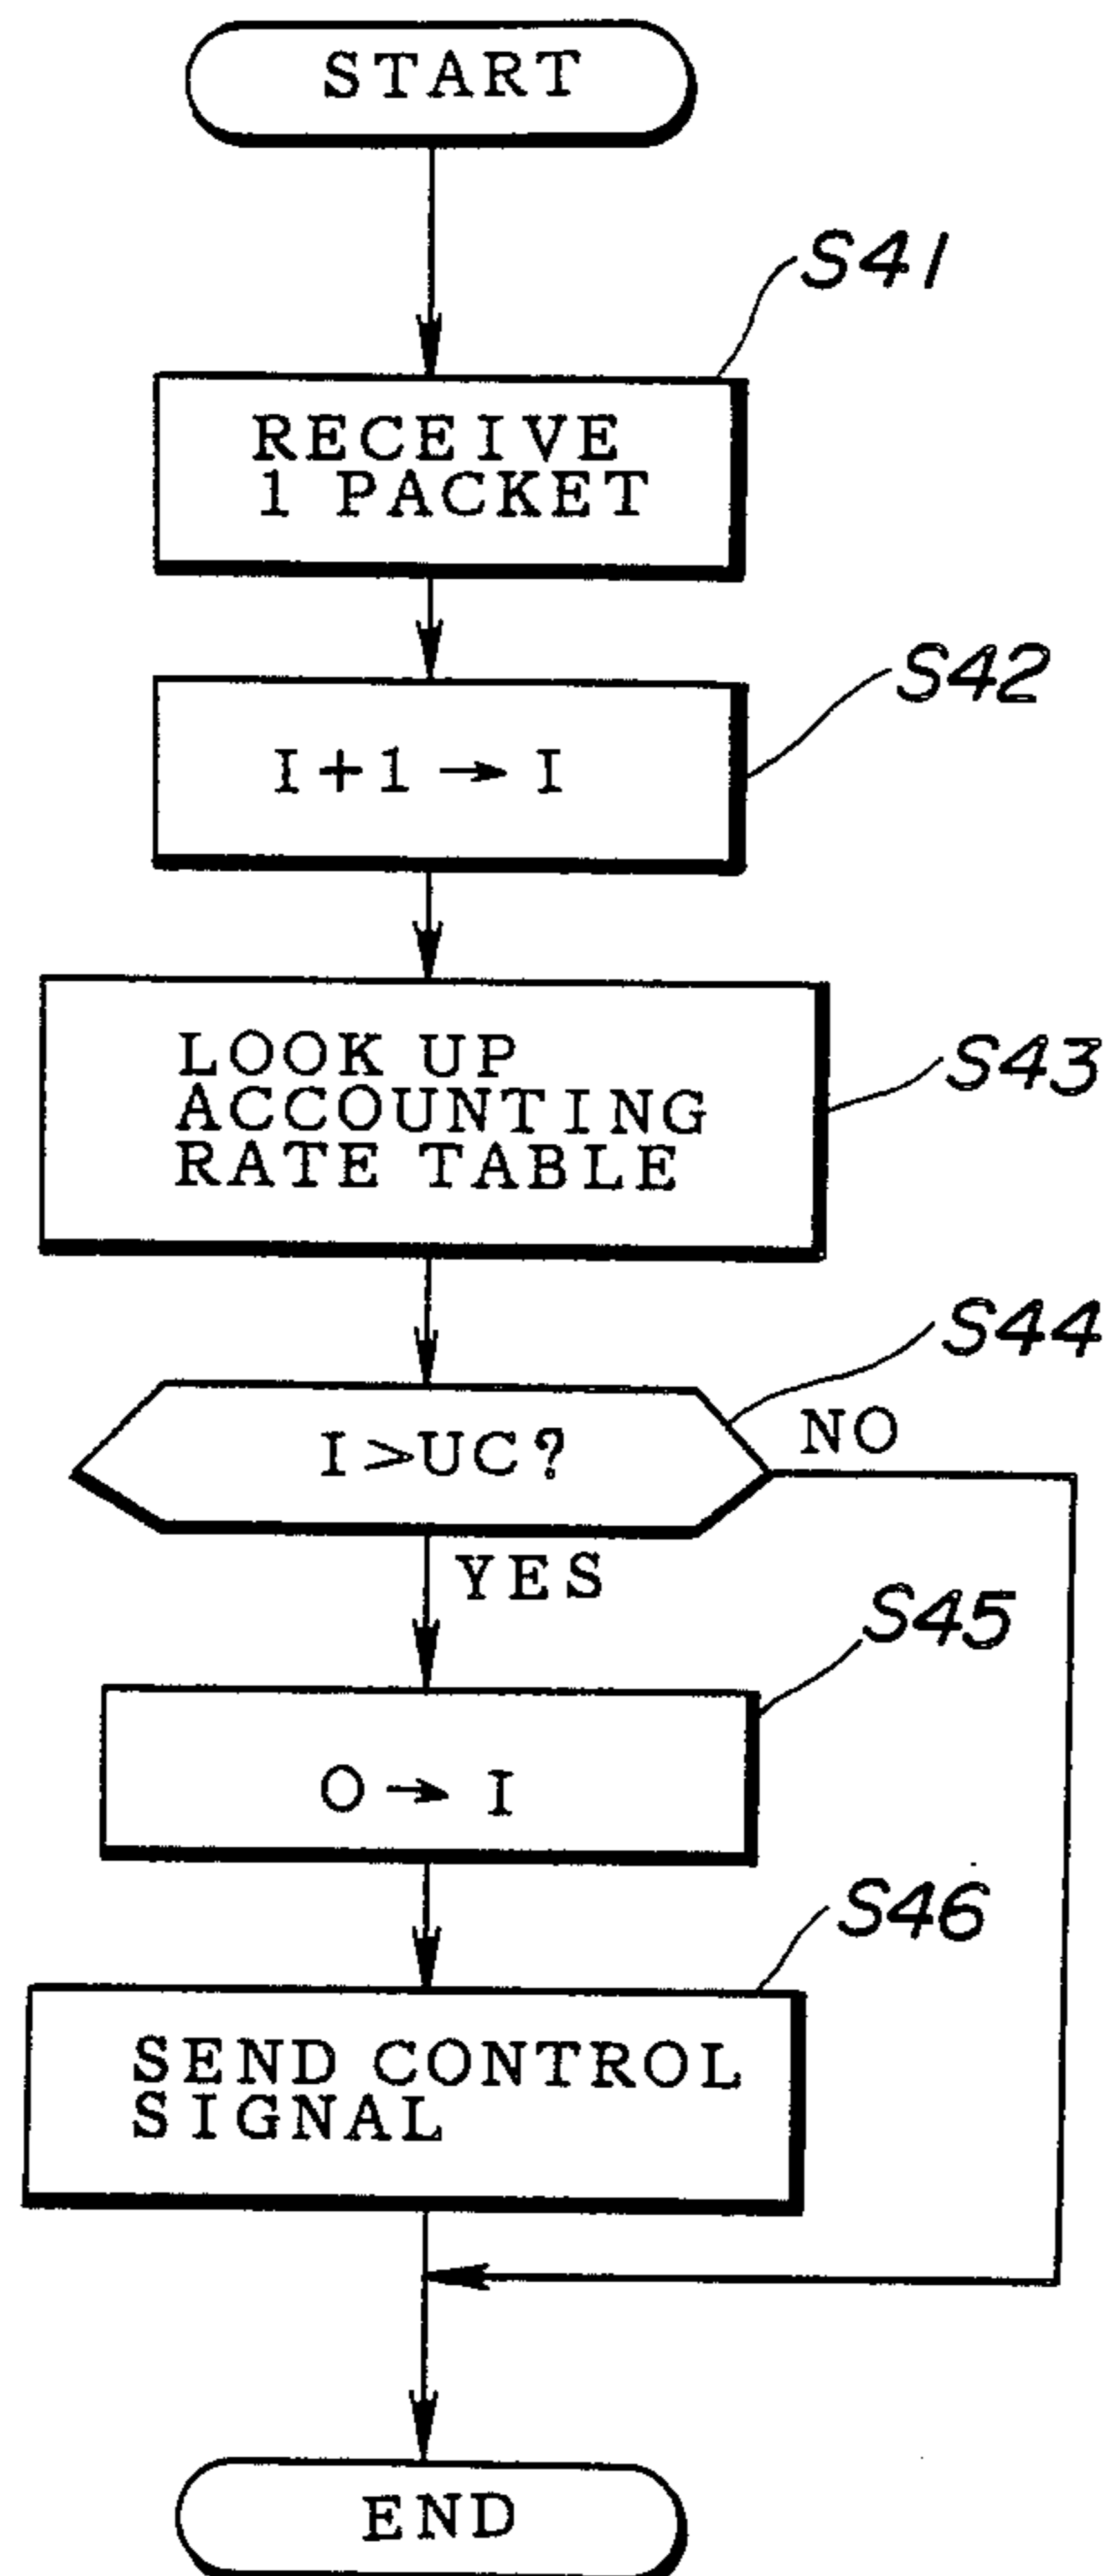 START
S41
RECEIVE
1 PACKET
S42
I+1→I
S43
LOOK UP
ACCOUNTING
RATE TABLE
S44
I>UC?
NO
YES
S45
0→I
S46
SEND CONTROL
SIGNAL
END